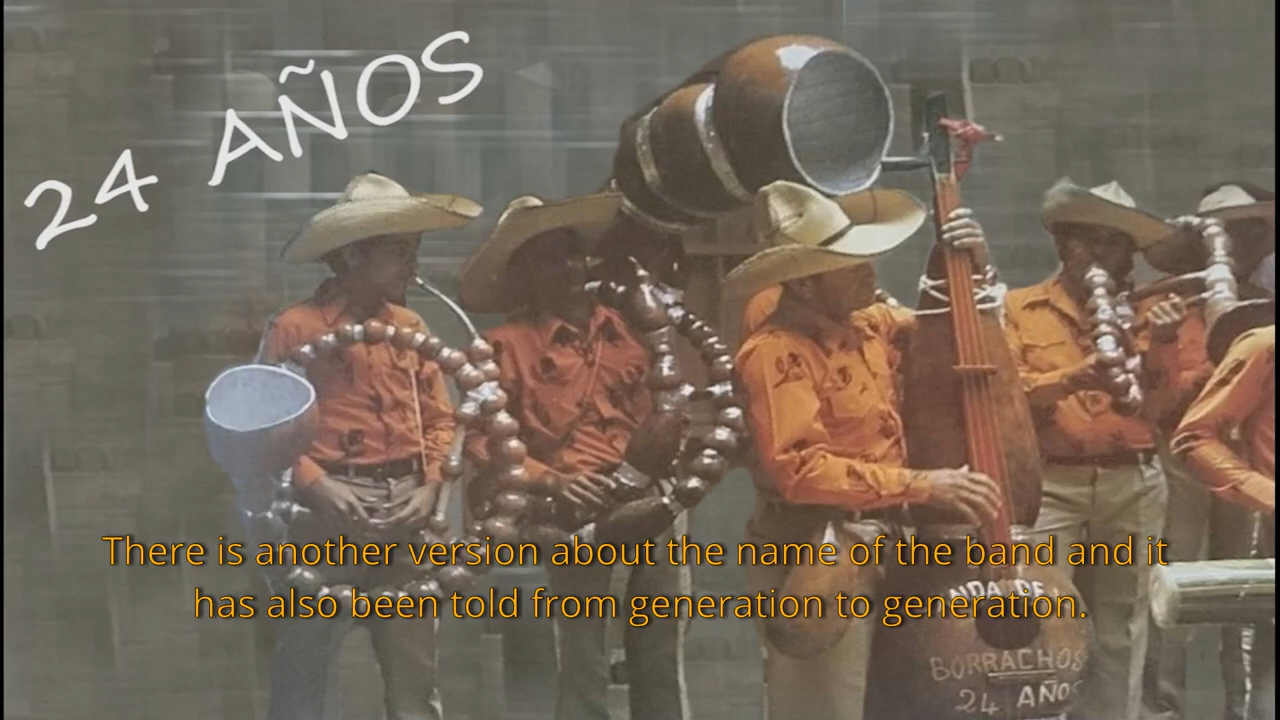 24 AÑOS
There is another version about the name of the band and it
has also been told from generation to generation.
BORRACHOS
24 AÑOS